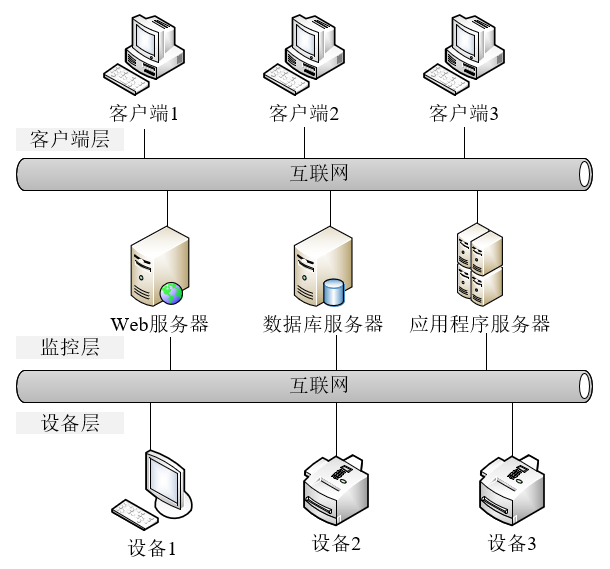 客户端1
客户端2
客户端3
客户端层
互联网
Web服务器
数据库服务器
应用程序服务器
监控层
互联网
设备层
设备1
设备2
设备3